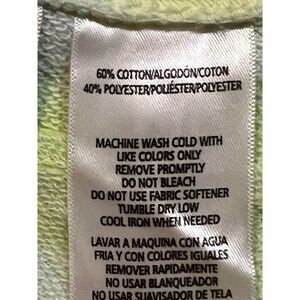 60% COTTON/ALGODÓN/COTON
40% POLYESTER/POLIÉSTER/POLYESTER
MACHINE WASH COLD WITH
LIKE COLORS ONLY
REMOVE PROMPTLY
DO NOT BLEACH
DO NOT USE FABRIC SOFTENER
TUMBLE DRY LOW
COOL IRON WHEN NEEDED
LAVAR A MAQUINA CON AGUA
FRIA Y CON COLORES IGUALES
REMOVER RAPIDAMENTE
NO USAR BLANQUEADOR
NO USAR SUAVISADOR DE TELA